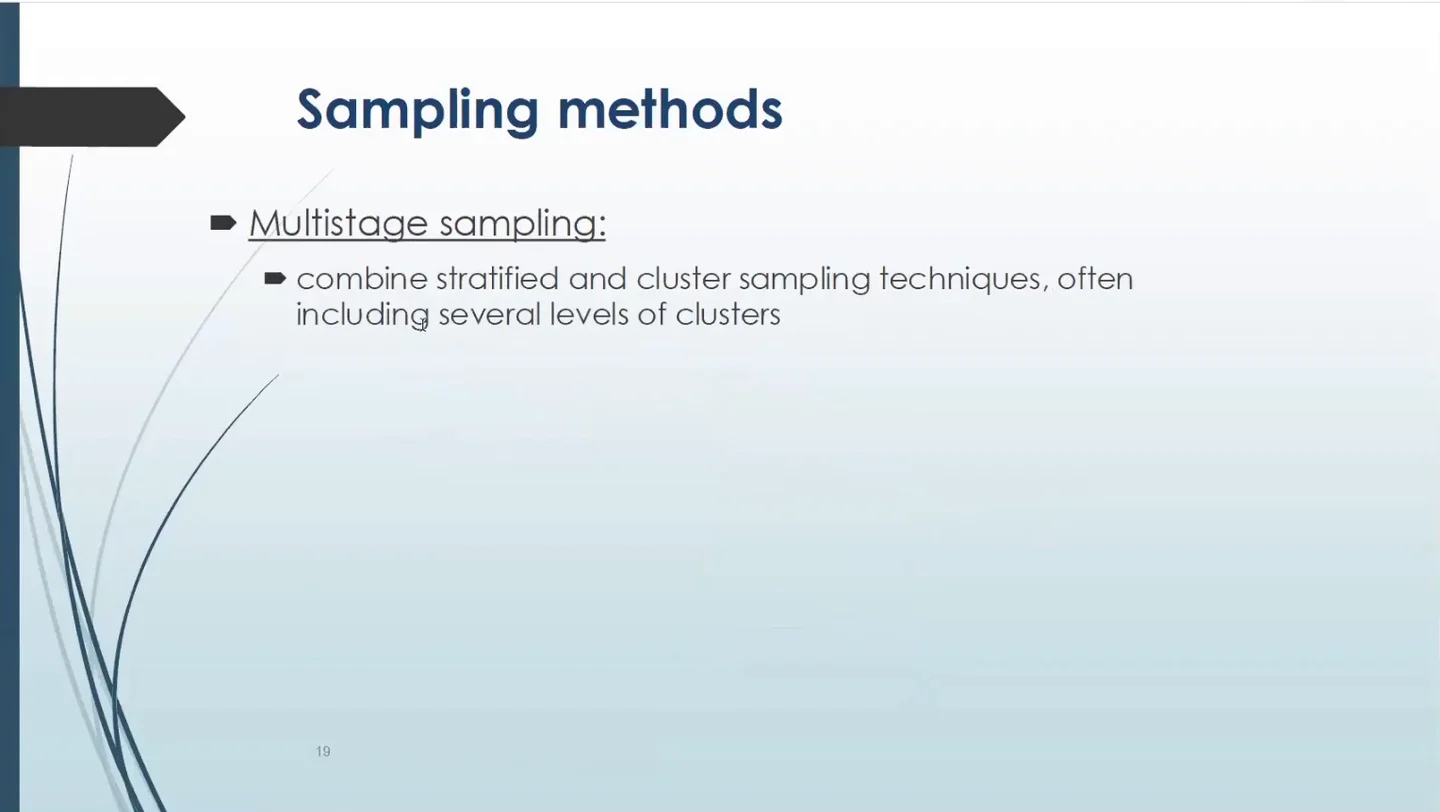 Sampling methods
Multistage sampling:
combine stratified and cluster sampling techniques, often
including several levels of clusters
19